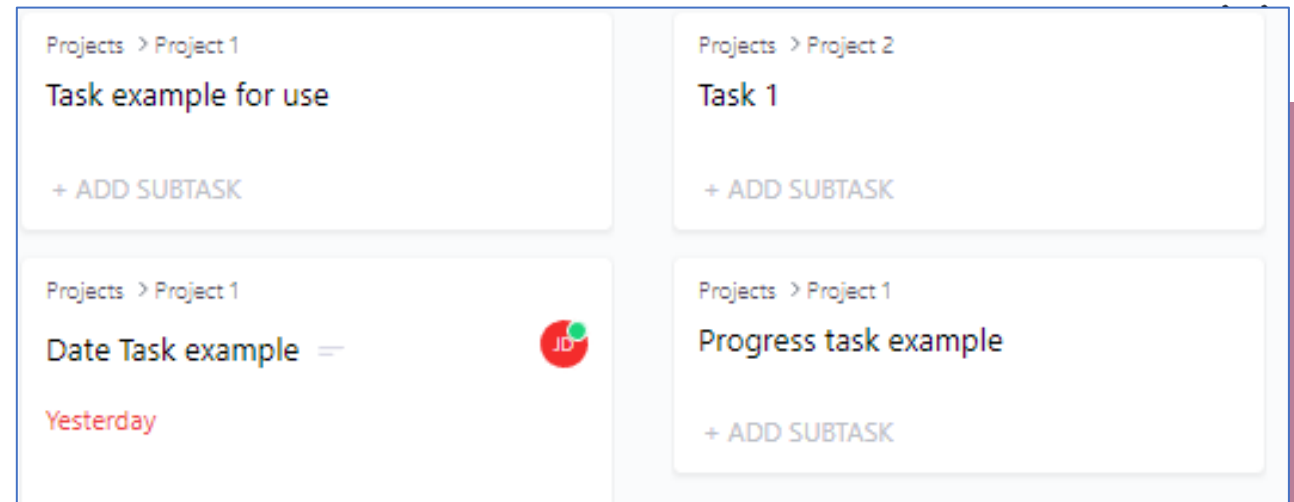 Projects > Project 1
Task example for use
+ ADD SUBTASK
Projects > Project 1
Date Task example
JD
Yesterday
Projects > Project 2
Task 1
+ ADD SUBTASK
Projects > Project 1
Progress task example
+ ADD SUBTASK